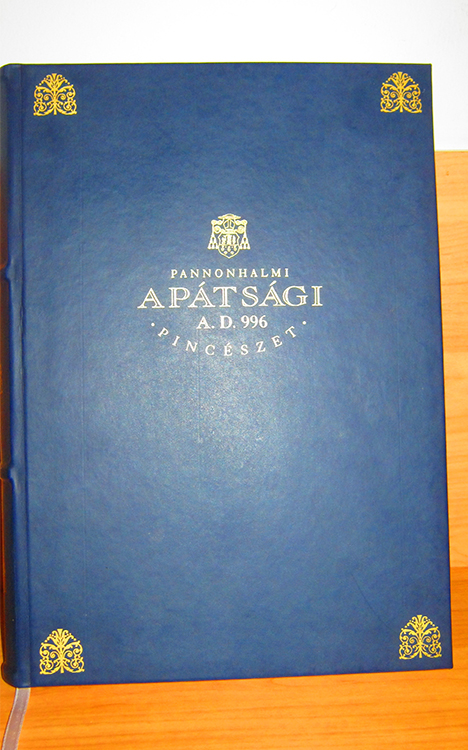 PANNONHALMI
APÁTSÁGI
A. D. 996
· PINCÉSZET ·